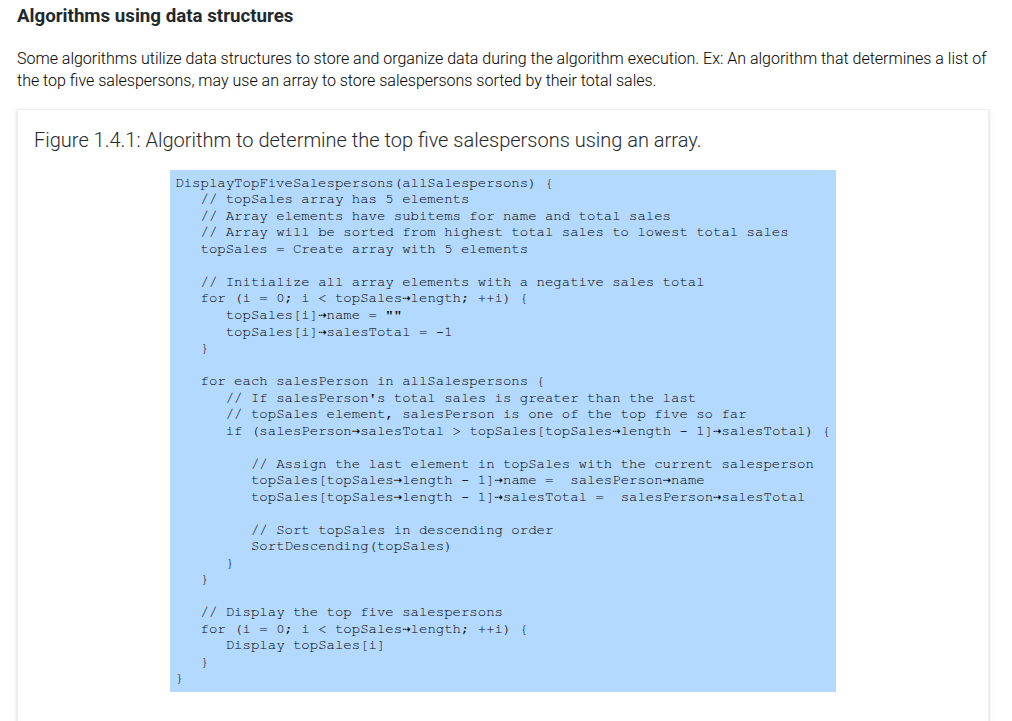 Algorithms using data structures
Some algorithms utilize data structures to store and organize data during the algorithm execution. Ex: An algorithm that determines a list of
the top five salespersons, may use an array to store salespersons sorted by their total sales.
Figure 1.4.1: Algorithm to determine the top five salespersons using an array.
DisplayTopFiveSalespersons(allSalespersons) {
   // topSales array has 5 elements
   // Array elements have subitems for name and total sales
   // Array will be sorted from highest total sales to lowest total sales
   topSales = Create array with 5 elements

   // Initialize all array elements with a negative sales total
   for (i = 0; i < topSales→length; ++i) {
      topSales[i]→name = ""
      topSales[i]→salesTotal = -1
   }

   for each salesPerson in allSalespersons {
      // If salesPerson's total sales is greater than the last
      // topSales element, salesPerson is one of the top five so far
      if (salesPerson→salesTotal > topSales[topSales→length - 1]→salesTotal) {

         // Assign the last element in topSales with the current salesperson
         topSales[topSales→length - 1]→name =  salesPerson→name
         topSales[topSales→length - 1]→salesTotal =  salesPerson→salesTotal

         // Sort topSales in descending order
         SortDescending(topSales)
      }
   }

   // Display the top five salespersons
   for (i = 0; i < topSales→length; ++i) {
      Display topSales[i]
   }
}